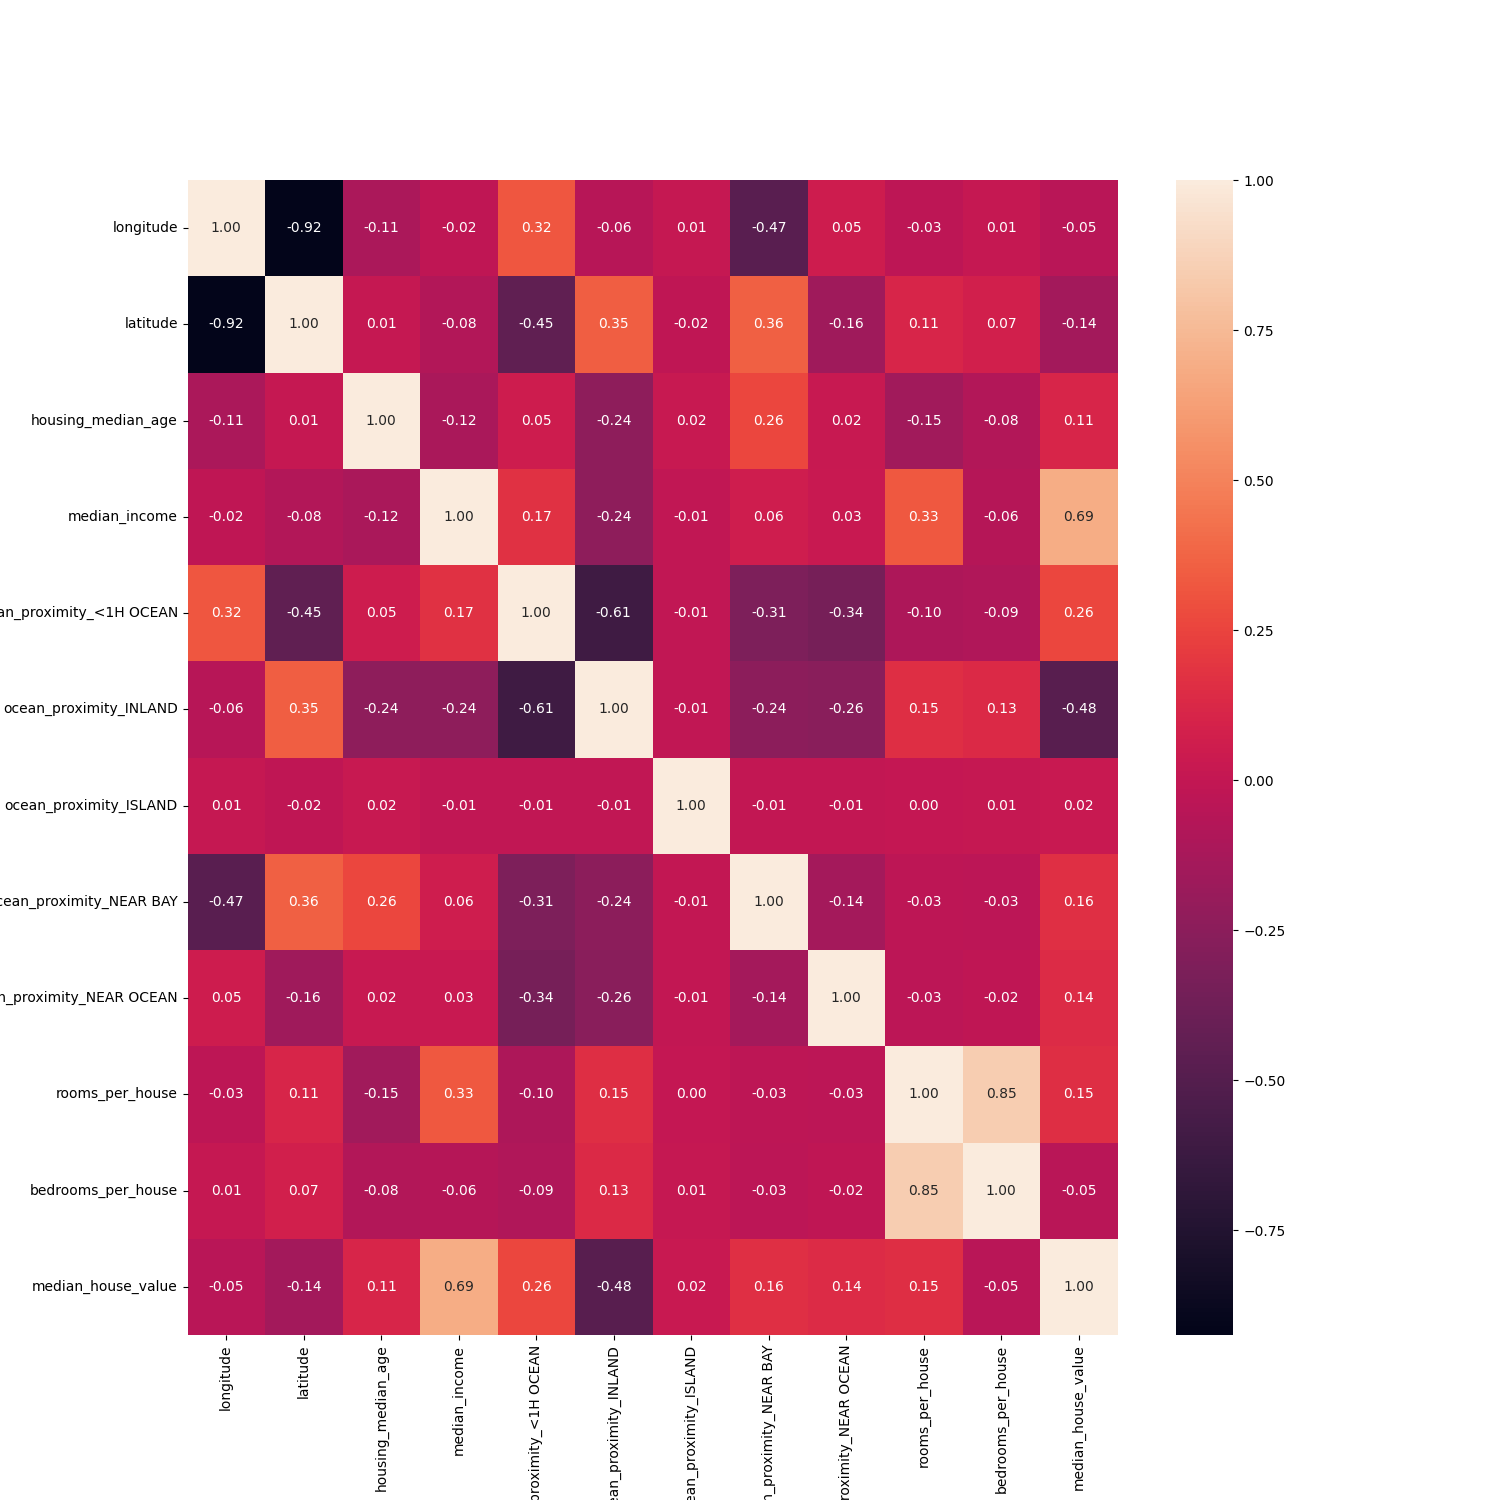 longitude 1.00 -0.92 -0.11 -0.02 0.32 -0.06 0.01 -0.47 0.05 -0.03 0.01 -0.05
latitude -0.92 1.00 0.01 -0.08 -0.45 0.35 -0.02 0.36 -0.16 0.11 0.07 -0.14
housing_median_age -0.11 0.01 1.00 -0.12 0.05 -0.24 0.02 0.26 0.02 -0.15 -0.08 0.11
median_income -0.02 -0.08 -0.12 1.00 0.17 -0.24 -0.01 0.06 0.03 0.33 -0.06 0.69
an_proximity_<1H OCEAN 0.32 -0.45 0.05 0.17 1.00 -0.61 -0.01 -0.31 -0.34 -0.10 -0.09 0.26
ocean_proximity_INLAND -0.06 0.35 -0.24 -0.24 -0.61 1.00 -0.01 -0.24 -0.26 0.15 0.13 -0.48
ocean_proximity_ISLAND 0.01 -0.02 0.02 -0.01 -0.01 -0.01 1.00 -0.01 -0.01 0.00 0.01 0.02
cean_proximity_NEAR BAY -0.47 0.36 0.26 0.06 -0.31 -0.24 -0.01 1.00 -0.14 -0.03 -0.03 0.16
n_proximity_NEAR OCEAN 0.05 -0.16 0.02 0.03 -0.34 -0.26 -0.01 -0.14 1.00 -0.03 -0.02 0.14
rooms_per_house -0.03 0.11 -0.15 0.33 -0.10 0.15 0.00 -0.03 -0.03 1.00 0.85 0.15
bedrooms_per_house 0.01 0.07 -0.08 -0.06 -0.09 0.13 0.01 -0.03 -0.02 0.85 1.00 -0.05
median_house_value -0.05 -0.14 0.11 0.69 0.26 -0.48 0.02 0.16 0.14 0.15 -0.05 1.00
longitude
latitude
housing_median_age
median_income
proximity_<1H OCEAN
ean_proximity_INLAND
ean_proximity_ISLAND
n_proximity_NEAR BAY
roximity_NEAR OCEAN
rooms_per_house
bedrooms_per_house
median_house_value
1.00
0.75
0.50
0.25
0.00
−0.25
−0.50
−0.75